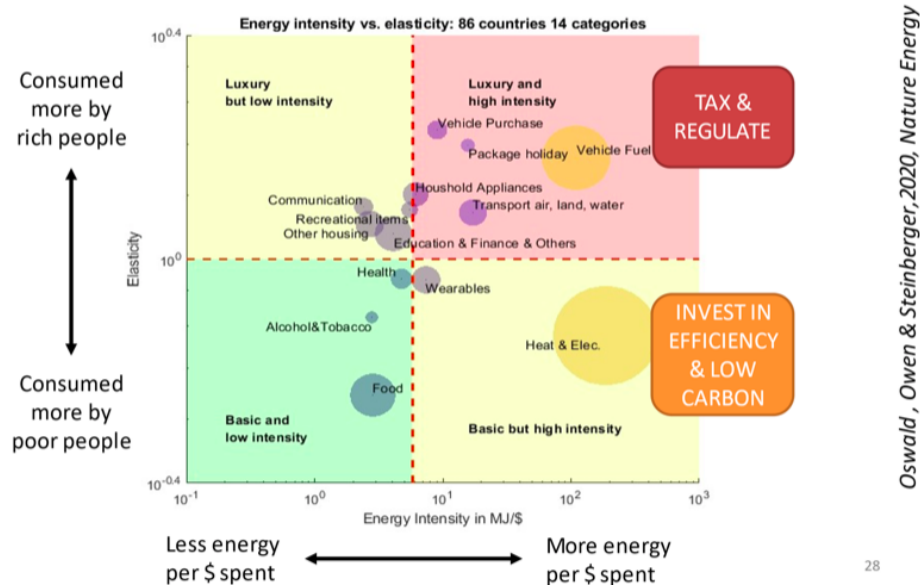 Energy intensity vs. elasticity: 86 countries 14 categories
Consumed
more by
rich people
Consumed
more by
poor people
Elasticity
10^0.4
10^0
10^-0.4
Luxury
but low intensity
Luxury and
high intensity
Vehicle Purchase
Package holiday
Vehicle Fuel
Houshold Appliances
Transport air, land, water
Communication
Recreational items
Other housing
Education & Finance & Others
Health
Wearables
Alcohol&Tobacco
Heat & Elec.
Food
Basic and
low intensity
Basic but high intensity
TAX &
REGULATE
INVEST IN
EFFICIENCY
& LOW
CARBON
10^-1
10^0
10^1
10^2
10^3
Energy Intensity in MJ/$
Less energy
per $ spent
More energy
per $ spent
Oswald , Owen & Steinberger, 2020, Nature Energy
28